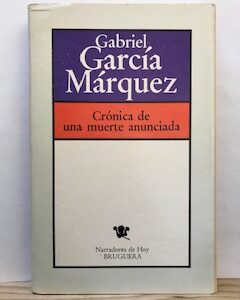 Gabriel
García
Márquez
Crónica de
una muerte anunciada
Narradores de Hoy
BRUGUERA